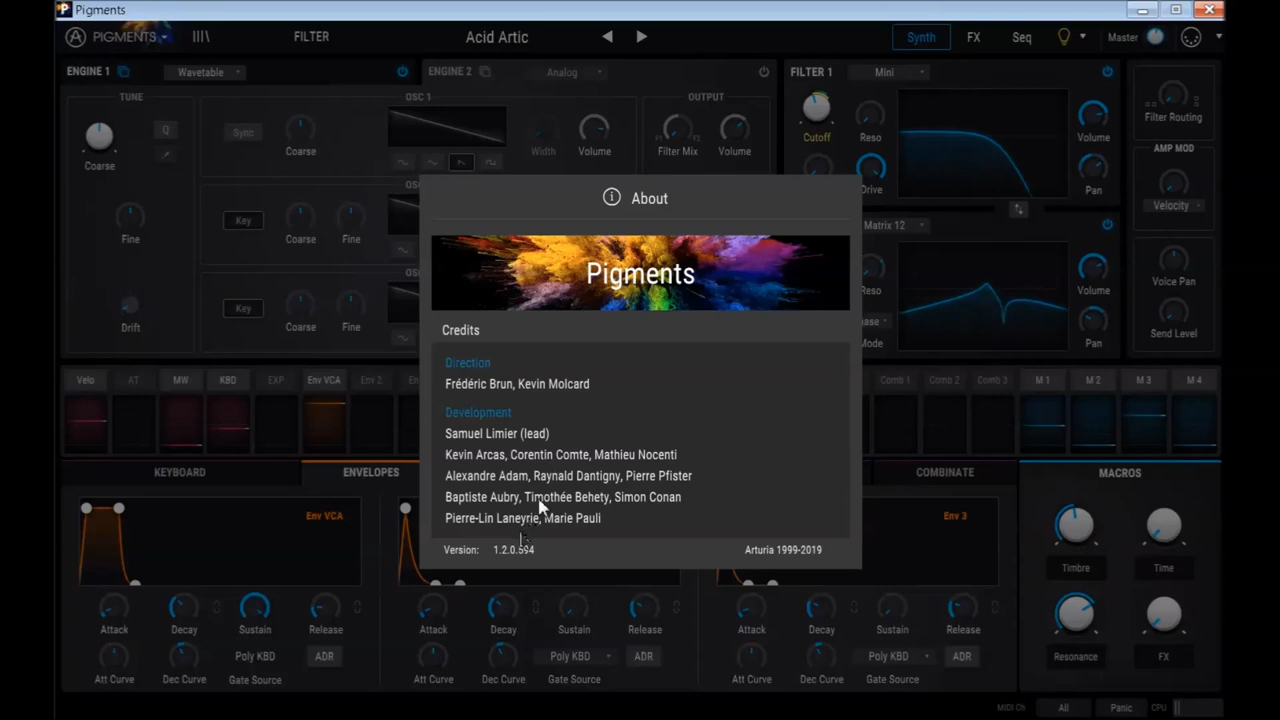 Pigments
PIGMENTS
FILTER
Acid Artic
Synth
FX
Seq
Master
ENGINE 1
Wavetable
ENGINE 2
Analog
FILTER 1
Mini
TUNE
OSC 1
OUTPUT
Q
Sync
Coarse
Coarse
Width
Volume
Filter Mix
Volume
Cutoff
Reso
Volume
Filter Routing
Drive
Pan
AMP MOD
Velocity
Key
Fine
Coarse
Fine
Matrix 12
Reso
Volume
Voice Pan
Key
Drift
Coarse
Fine
Mode
Pan
Send Level
About
Pigments
Credits
Direction
Frédéric Brun, Kevin Molcard
Development
Samuel Limier (lead)
Kevin Arcas, Corentin Comte, Mathieu Nocenti
Alexandre Adam, Raynald Dantigny, Pierre Pfister
Baptiste Aubry, Timothée Behety, Simon Conan
Pierre-Lin Laneyrie, Marie Pauli
Version: 1.2.0.594
Arturia 1999-2019
Velo
AT
MW
KBD
EXP
Env VCA
Env 2
Comb 1
Comb 2
Comb 3
M 1
M 2
M 3
M 4
KEYBOARD
ENVELOPES
COMBINATE
MACROS
Env VCA
Env 3
Attack
Decay
Sustain
Release
Attack
Decay
Sustain
Release
Attack
Decay
Sustain
Release
Att Curve
Dec Curve
Poly KBD
Gate Source
ADR
Att Curve
Dec Curve
Poly KBD
Gate Source
ADR
Att Curve
Dec Curve
Poly KBD
Gate Source
ADR
Timbre
Time
Resonance
FX
MIDI Ch
All
Panic
CPU